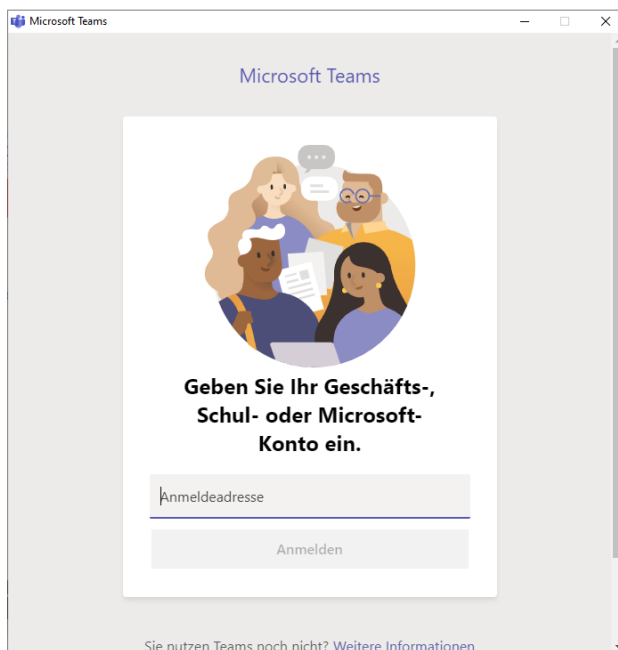 Microsoft Teams
Microsoft Teams
Geben Sie Ihr Geschäfts-,
Schul- oder Microsoft-
Konto ein.
Anmeldeadresse
Anmelden
Sie nutzen Teams noch nicht? Weitere Informationen